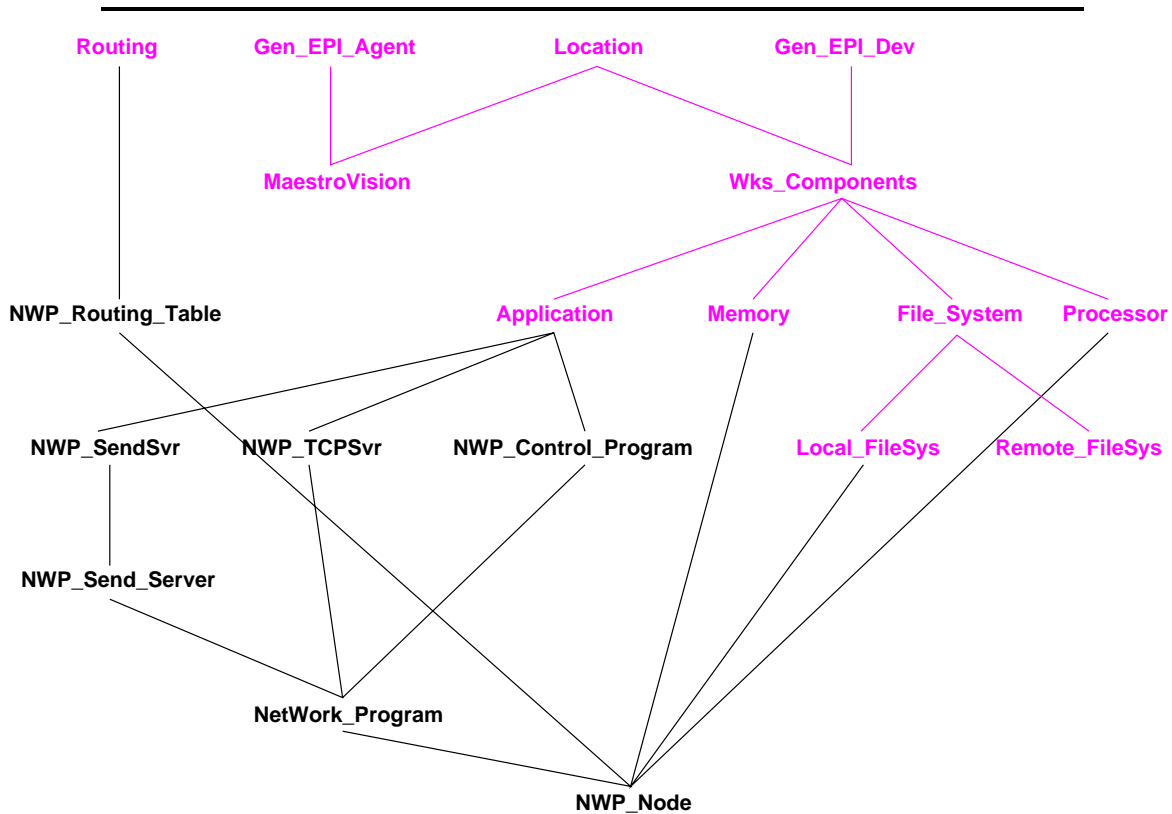 Routing Gen_EPI_Agent Location Gen_EPI_Dev
MaestroVision Wks_Components
NWP_Routing_Table Application Memory File_System Processor
NWP_SendSvr NWP_TCPSvr NWP_Control_Program Local_FileSys Remote_FileSys
NWP_Send_Server
NetWork_Program
NWP_Node